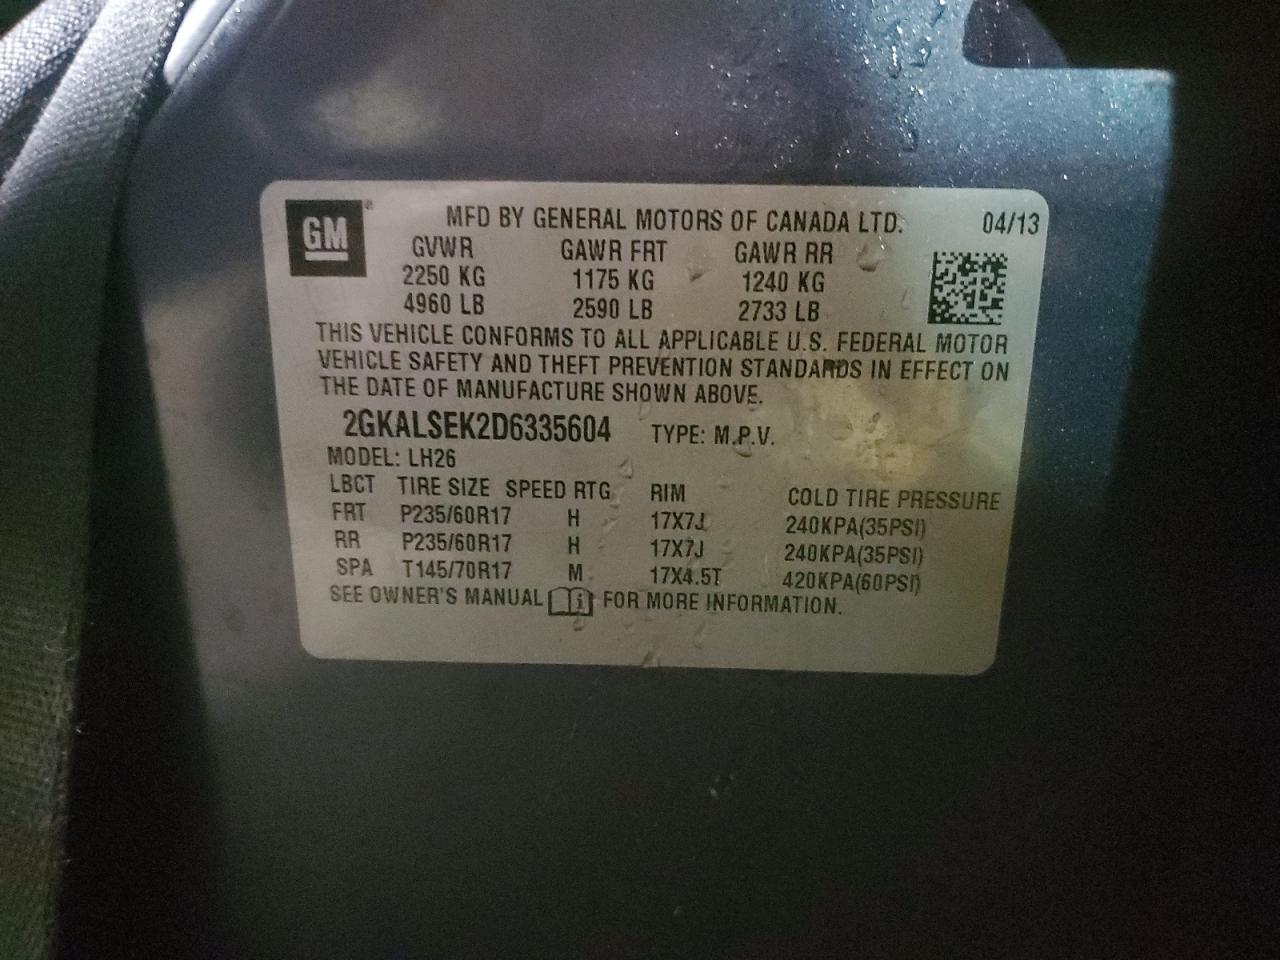 GM®
MFD BY GENERAL MOTORS OF CANADA LTD. 04/13
GVWR GAWR FRT GAWR RR
2250 KG 1175 KG 1240 KG
4960 LB 2590 LB 2733 LB
THIS VEHICLE CONFORMS TO ALL APPLICABLE U.S. FEDERAL MOTOR
VEHICLE SAFETY AND THEFT PREVENTION STANDARDS IN EFFECT ON
THE DATE OF MANUFACTURE SHOWN ABOVE.
2GKALSEK2D6335604 TYPE: M.P.V.
MODEL: LH26
LBCT TIRE SIZE SPEED RTG RIM COLD TIRE PRESSURE
FRT P235/60R17 H 17X7J 240KPA(35PSI)
RR P235/60R17 H 17X7J 240KPA(35PSI)
SPA T145/70R17 M 17X4.5T 420KPA(60PSI)
SEE OWNER'S MANUAL i FOR MORE INFORMATION.